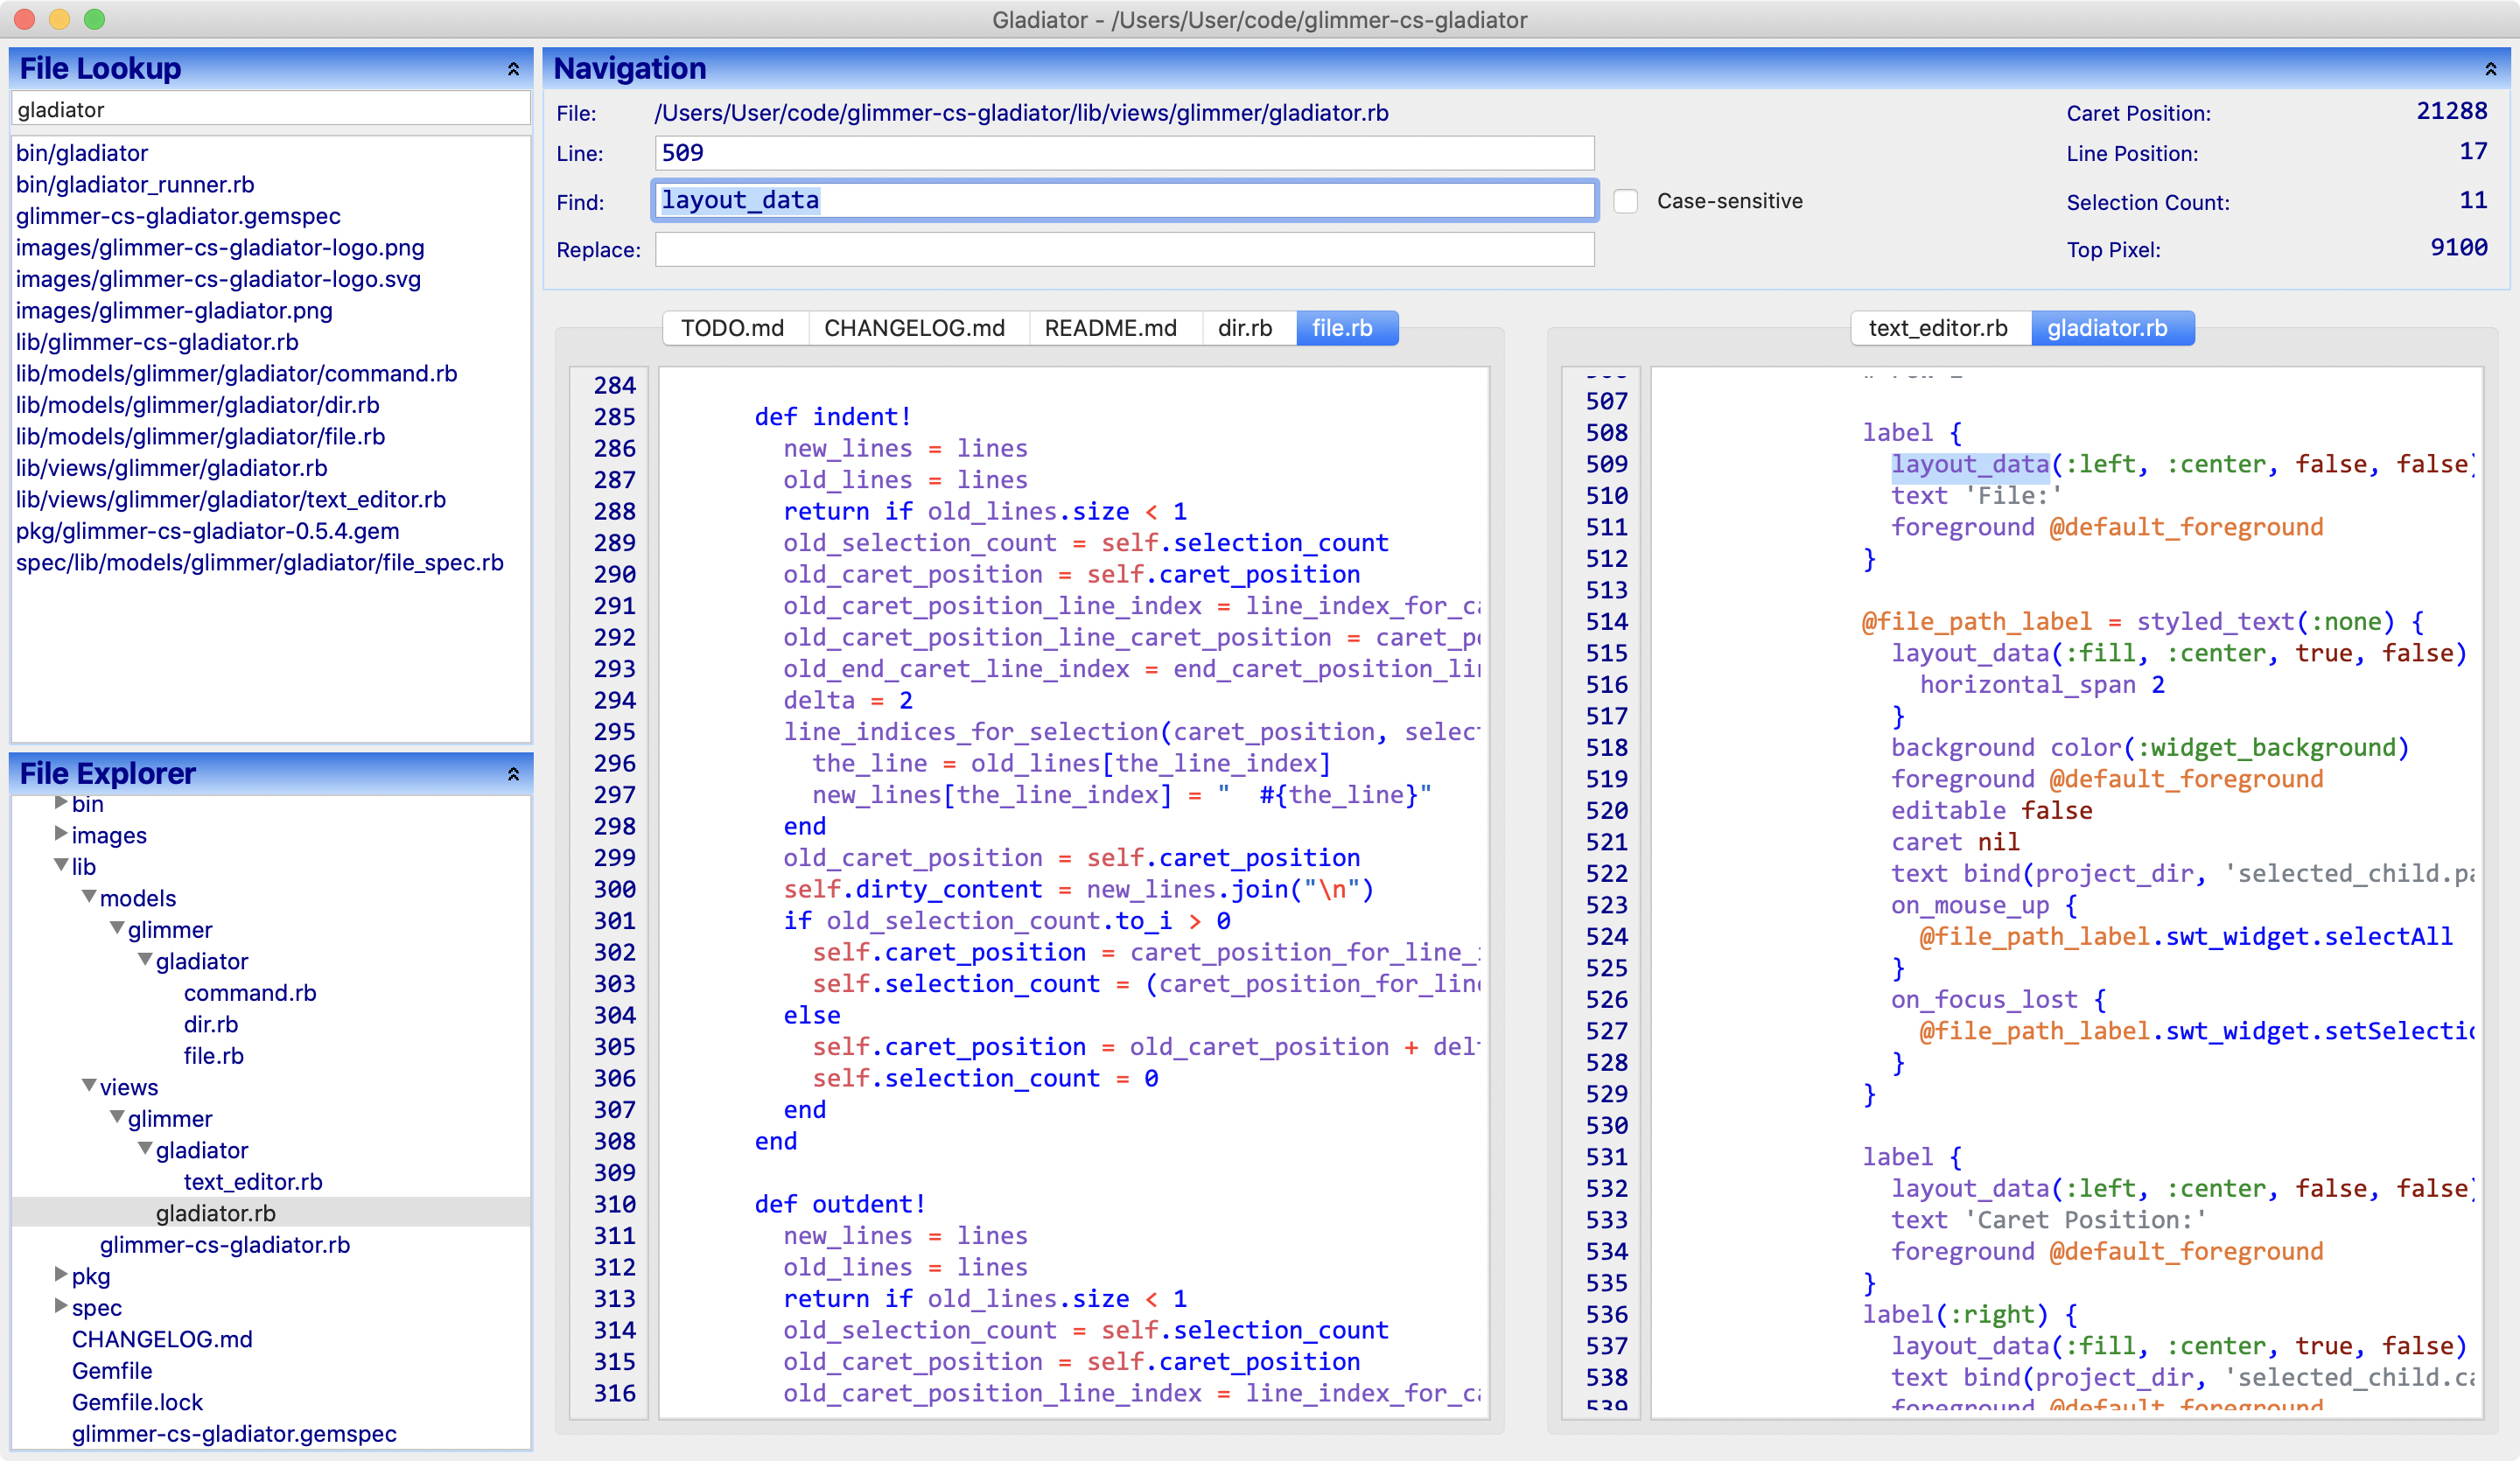 Gladiator - /Users/User/code/glimmer-cs-gladiator
File Lookup
gladiator
bin/gladiator
bin/gladiator_runner.rb
glimmer-cs-gladiator.gemspec
images/glimmer-cs-gladiator-logo.png
images/glimmer-cs-gladiator-logo.svg
images/glimmer-gladiator.png
lib/glimmer-cs-gladiator.rb
lib/models/glimmer/gladiator/command.rb
lib/models/glimmer/gladiator/dir.rb
lib/models/glimmer/gladiator/file.rb
lib/views/glimmer/gladiator.rb
lib/views/glimmer/gladiator/text_editor.rb
pkg/glimmer-cs-gladiator-0.5.4.gem
spec/lib/models/glimmer/gladiator/file_spec.rb
File Explorer
bin
images
lib
models
glimmer
gladiator
command.rb
dir.rb
file.rb
views
glimmer
gladiator
text_editor.rb
gladiator.rb
glimmer-cs-gladiator.rb
pkg
spec
CHANGELOG.md
Gemfile
Gemfile.lock
glimmer-cs-gladiator.gemspec
Navigation
File: /Users/User/code/glimmer-cs-gladiator/lib/views/glimmer/gladiator.rb
Line: 509
Find: layout_data Case-sensitive
Replace:
Caret Position: 21288
Line Position: 17
Selection Count: 11
Top Pixel: 9100
TODO.md CHANGELOG.md README.md dir.rb file.rb
284
285 def indent!
286 new_lines = lines
287 old_lines = lines
288 return if old_lines.size < 1
289 old_selection_count = self.selection_count
290 old_caret_position = self.caret_position
291 old_caret_position_line_index = line_index_for_ca
292 old_caret_position_line_caret_position = caret_po
293 old_end_caret_line_index = end_caret_position_lin
294 delta = 2
295 line_indices_for_selection(caret_position, select
296 the_line = old_lines[the_line_index]
297 new_lines[the_line_index] = "  #{the_line}"
298 end
299 old_caret_position = self.caret_position
300 self.dirty_content = new_lines.join("\n")
301 if old_selection_count.to_i > 0
302 self.caret_position = caret_position_for_line_
303 self.selection_count = (caret_position_for_line
304 else
305 self.caret_position = old_caret_position + del
306 self.selection_count = 0
307 end
308 end
309
310 def outdent!
311 new_lines = lines
312 old_lines = lines
313 return if old_lines.size < 1
314 old_selection_count = self.selection_count
315 old_caret_position = self.caret_position
316 old_caret_position_line_index = line_index_for_ca
text_editor.rb gladiator.rb
507
508 label {
509 layout_data(:left, :center, false, false)
510 text 'File:'
511 foreground @default_foreground
512 }
513
514 @file_path_label = styled_text(:none) {
515 layout_data(:fill, :center, true, false)
516 horizontal_span 2
517 }
518 background color(:widget_background)
519 foreground @default_foreground
520 editable false
521 caret nil
522 text bind(project_dir, 'selected_child.pa
523 on_mouse_up {
524 @file_path_label.swt_widget.selectAll
525 }
526 on_focus_lost {
527 @file_path_label.swt_widget.setSelectio
528 }
529 }
530
531 label {
532 layout_data(:left, :center, false, false)
533 text 'Caret Position:'
534 foreground @default_foreground
535 }
536 label(:right) {
537 layout_data(:fill, :center, true, false)
538 text bind(project_dir, 'selected_child.ca
539 foreground @default_foreground